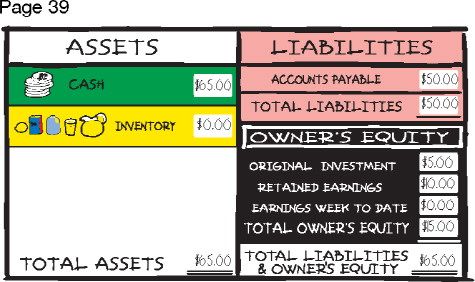 Page 39
ASSETS
CASH $65.00
INVENTORY $0.00
TOTAL ASSETS $65.00
LIABILITIES
ACCOUNTS PAYABLE $50.00
TOTAL LIABILITIES $50.00
OWNER'S EQUITY
ORIGINAL INVESTMENT $5.00
RETAINED EARNINGS $10.00
EARNINGS WEEK TO DATE $0.00
TOTAL OWNER'S EQUITY $15.00
TOTAL LIABILITIES
& OWNER'S EQUITY $65.00